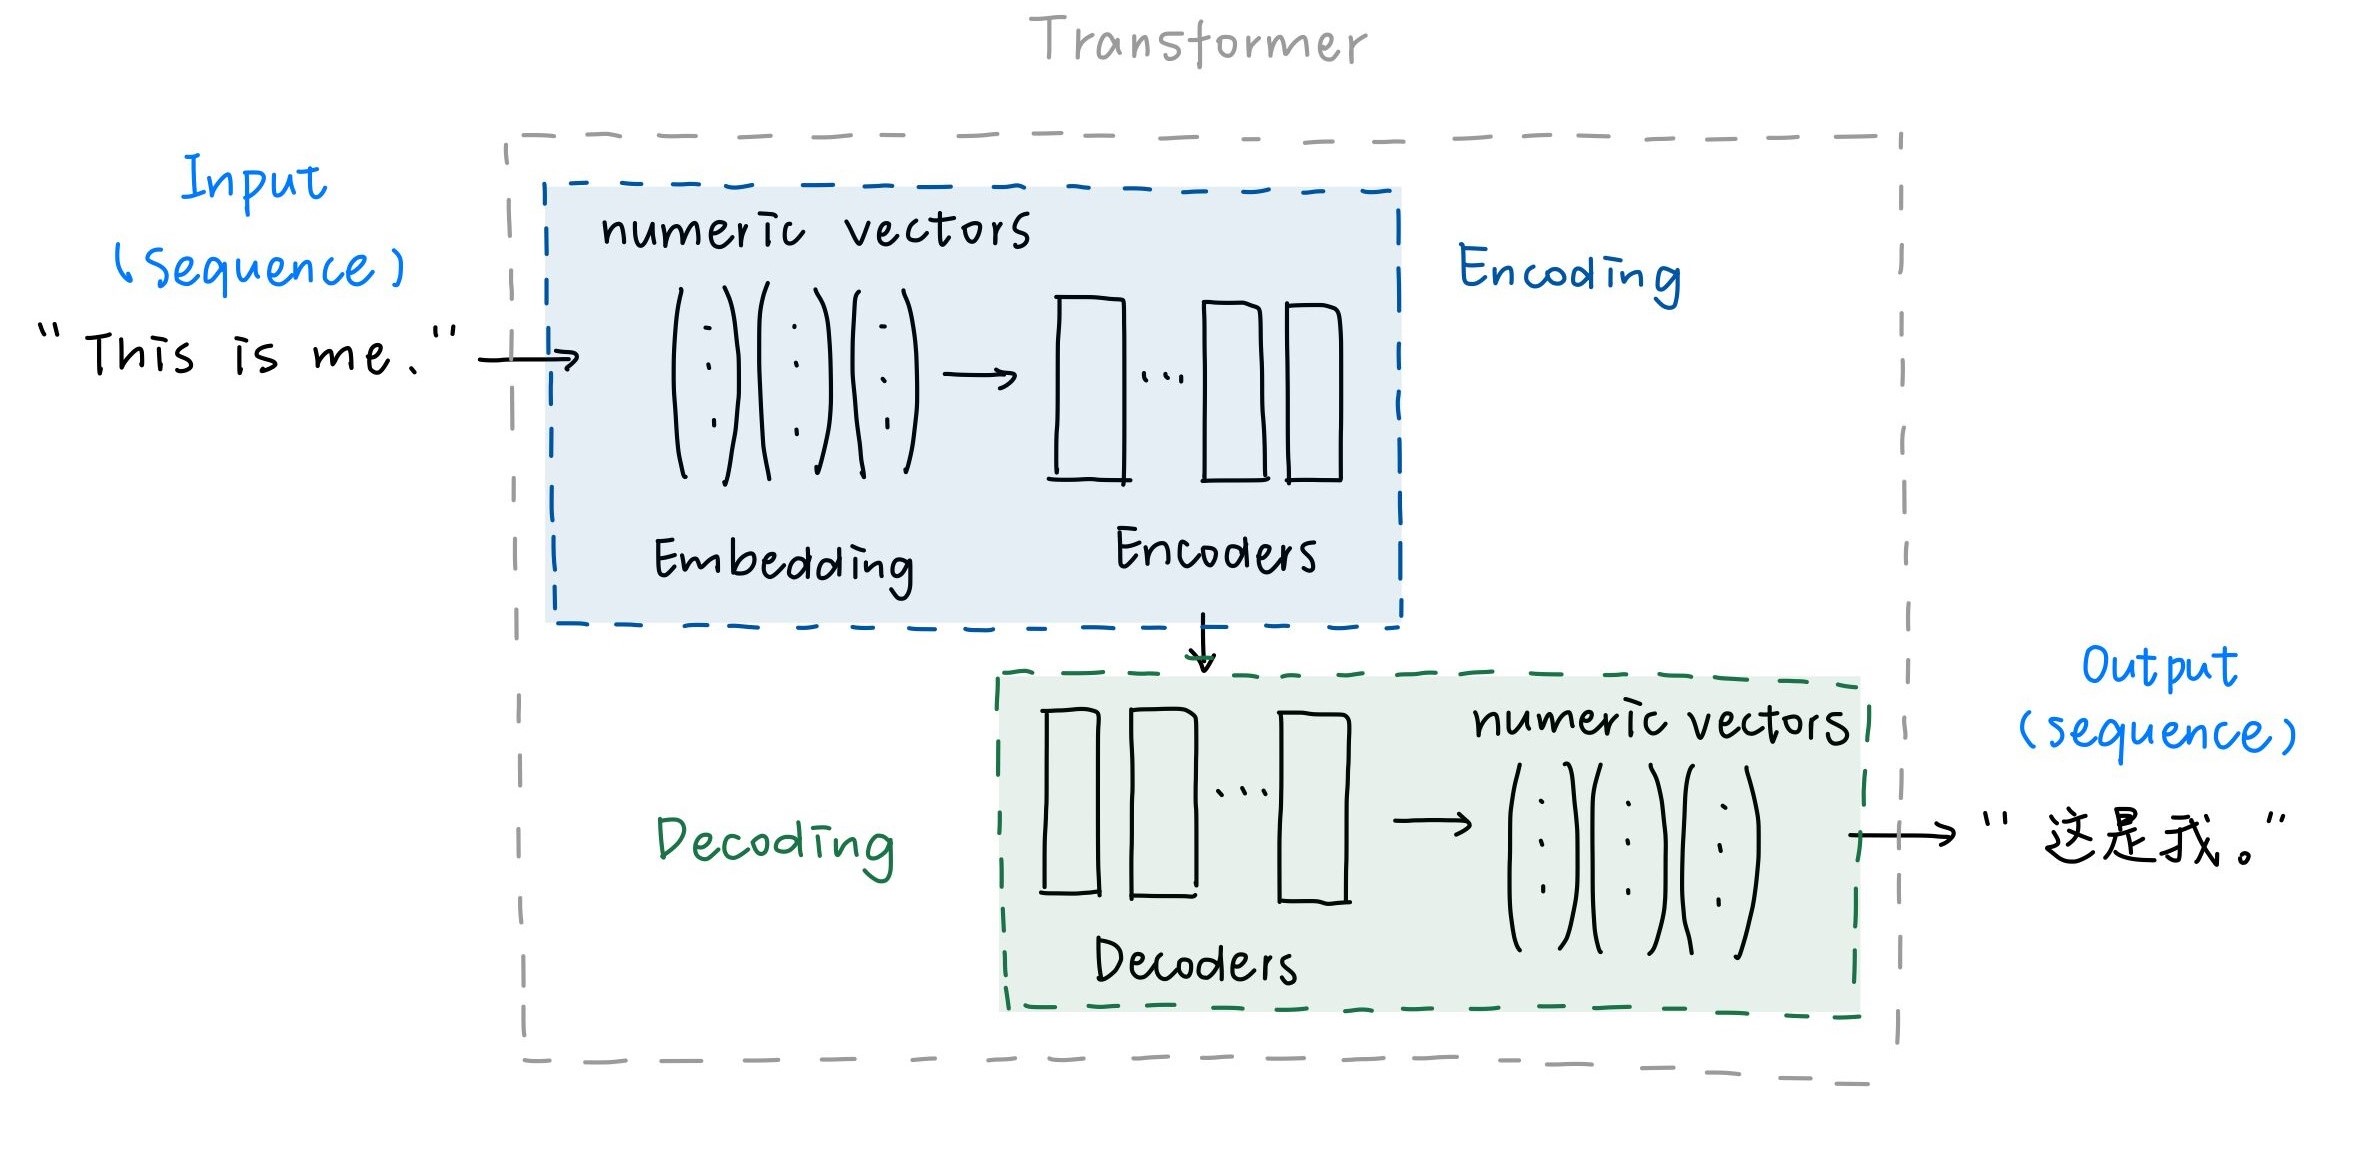 Transformer
Input
(sequence)
"This is me."
numeric vectors
Embedding
Encoders
Encoding
Decoding
Decoders
numeric vectors
Output
(sequence)
"这是我。"